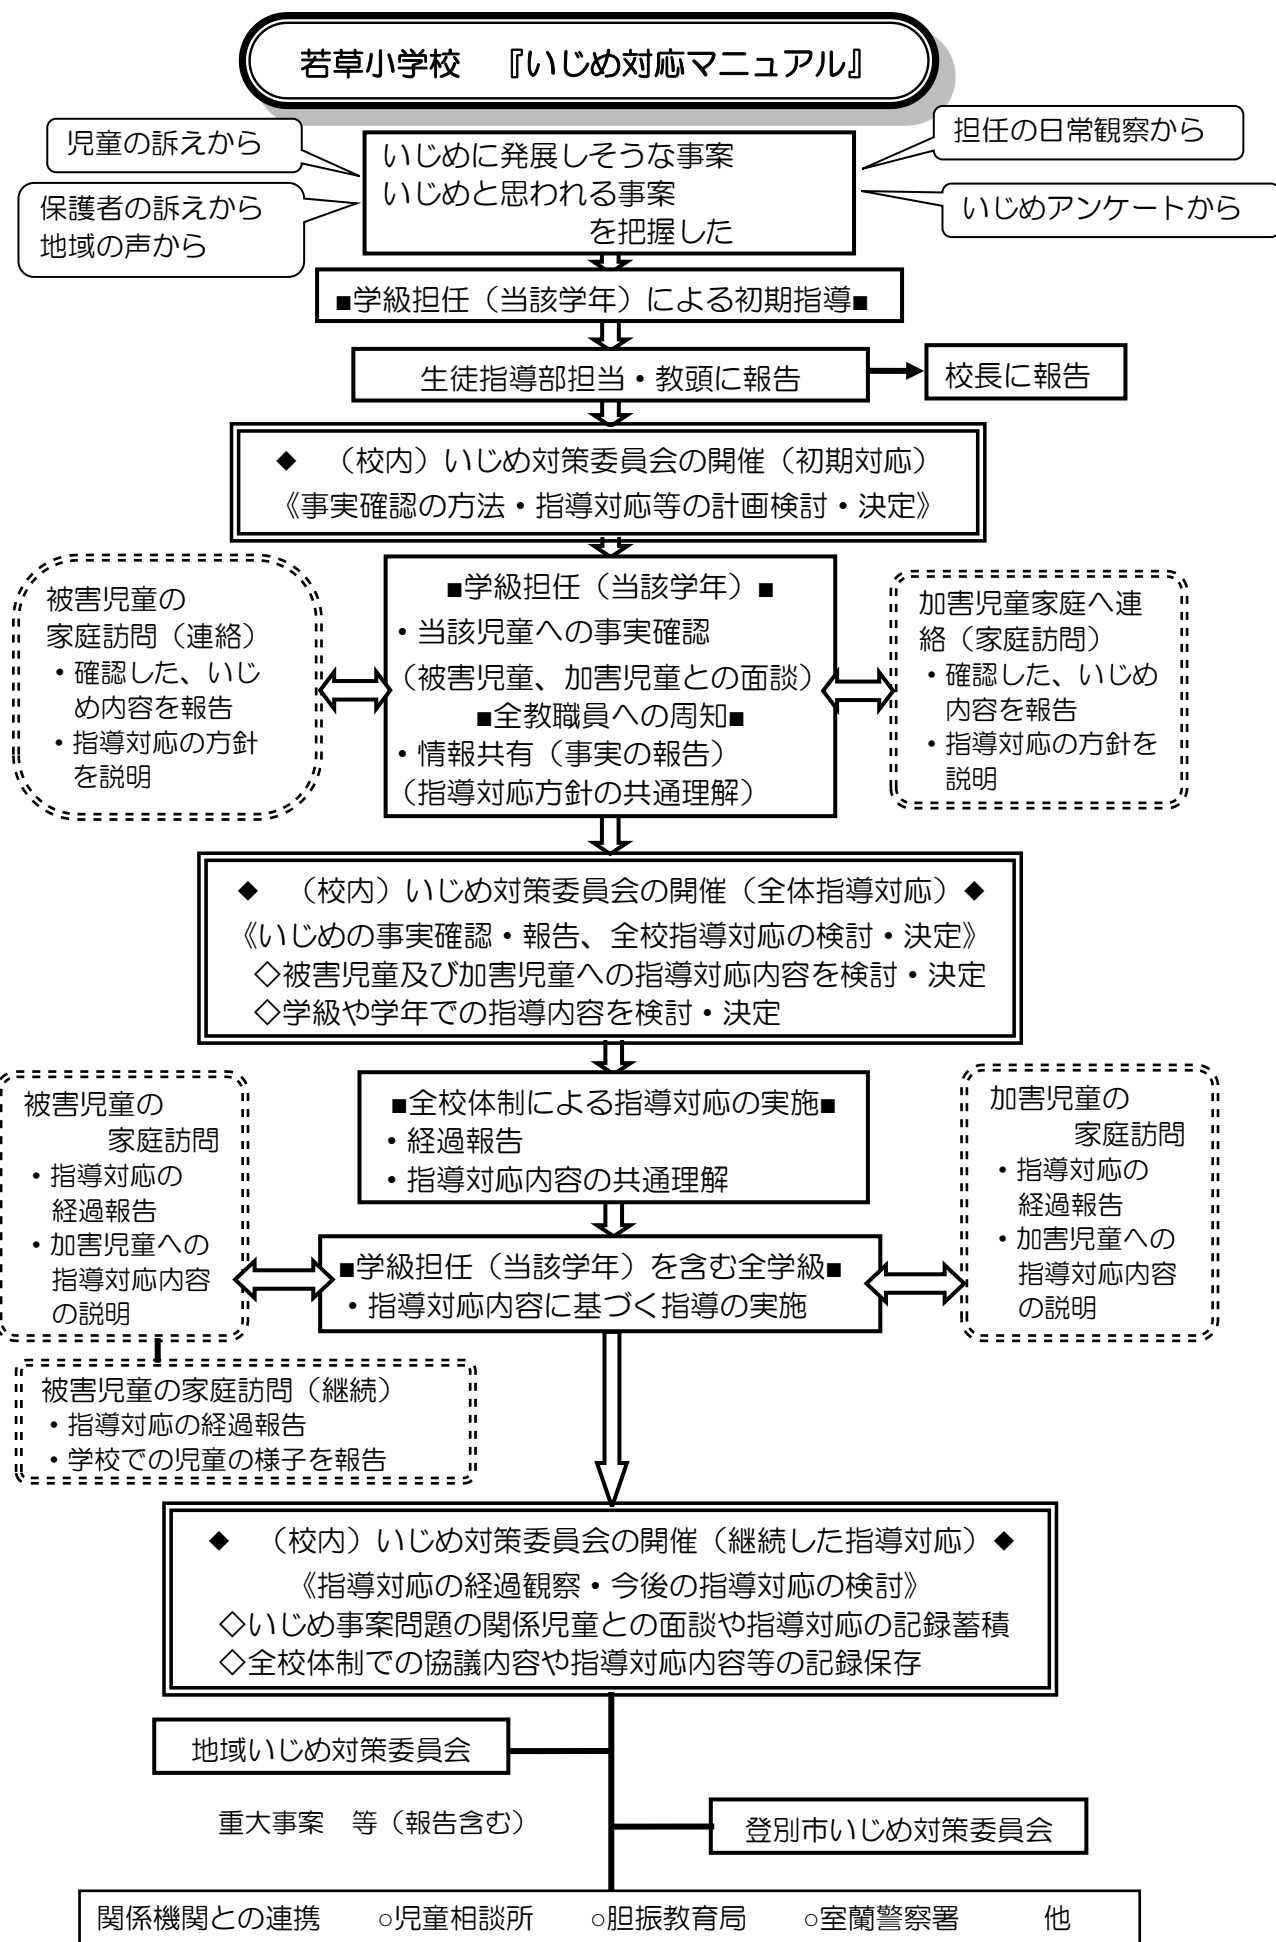 若草小学校　『いじめ対応マニュアル』
児童の訴えから
保護者の訴えから
地域の声から
担任の日常観察から
いじめアンケートから
いじめに発展しそうな事案
いじめと思われる事案
を把握した
■学級担任（当該学年）による初期指導■
生徒指導部担当・教頭に報告
校長に報告
◆　（校内）いじめ対策委員会の開催（初期対応）
《事実確認の方法・指導対応等の計画検討・決定》
被害児童の
家庭訪問（連絡）
・確認した、いじ
め内容を報告
・指導対応の方針
を説明
■学級担任（当該学年）■
・当該児童への事実確認
（被害児童、加害児童との面談）
■全教職員への周知■
・情報共有（事実の報告）
（指導対応方針の共通理解）
加害児童家庭へ連
絡（家庭訪問）
・確認した、いじめ
内容を報告
・指導対応の方針を
説明
◆　（校内）いじめ対策委員会の開催（全体指導対応）◆
《いじめの事実確認・報告、全校指導対応の検討・決定》
◇被害児童及び加害児童への指導対応内容を検討・決定
◇学級や学年での指導内容を検討・決定
被害児童の
家庭訪問
・指導対応の
経過報告
・加害児童への
指導対応内容
の説明
■全校体制による指導対応の実施■
・経過報告
・指導対応内容の共通理解
■学級担任（当該学年）を含む全学級■
・指導対応内容に基づく指導の実施
加害児童の
家庭訪問
・指導対応の
経過報告
・加害児童への
指導対応内容
の説明
被害児童の家庭訪問（継続）
・指導対応の経過報告
・学校での児童の様子を報告
◆　（校内）いじめ対策委員会の開催（継続した指導対応）◆
《指導対応の経過観察・今後の指導対応の検討》
◇いじめ事案問題の関係児童との面談や指導対応の記録蓄積
◇全校体制での協議内容や指導対応内容等の記録保存
地域いじめ対策委員会
重大事案　等（報告含む）
登別市いじめ対策委員会
関係機関との連携　○児童相談所　○胆振教育局　○室蘭警察署　他